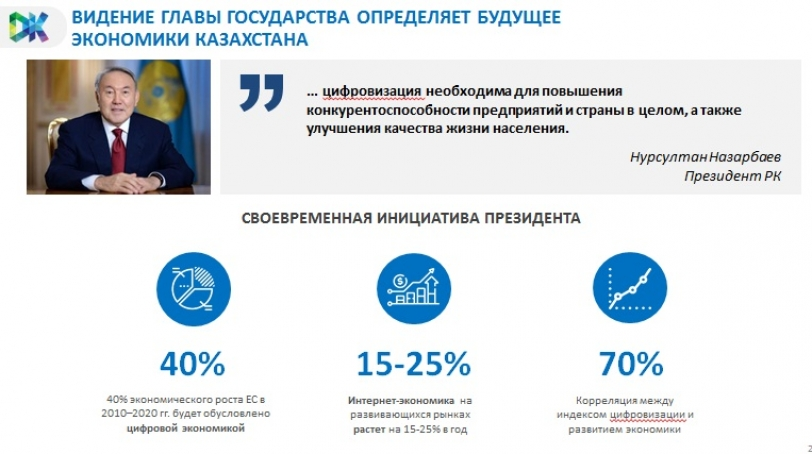 ВИДЕНИЕ ГЛАВЫ ГОСУДАРСТВА ОПРЕДЕЛЯЕТ БУДУЩЕЕ
ЭКОНОМИКИ КАЗАХСТАНА
... цифровизация необходима для повышения
конкурентоспособности предприятий и страны в целом, а также
улучшения качества жизни населения.
Нурсултан Назарбаев
Президент РК
СВОЕВРЕМЕННАЯ ИНИЦИАТИВА ПРЕЗИДЕНТА
40%
40% экономического роста ЕС в
2010–2020 гг. будет обусловлено
цифровой экономикой
15-25%
Интернет-экономика на
развивающихся рынках
растет на 15-25% в год
70%
Корреляция между
индексом цифровизации и
развитием экономики
2